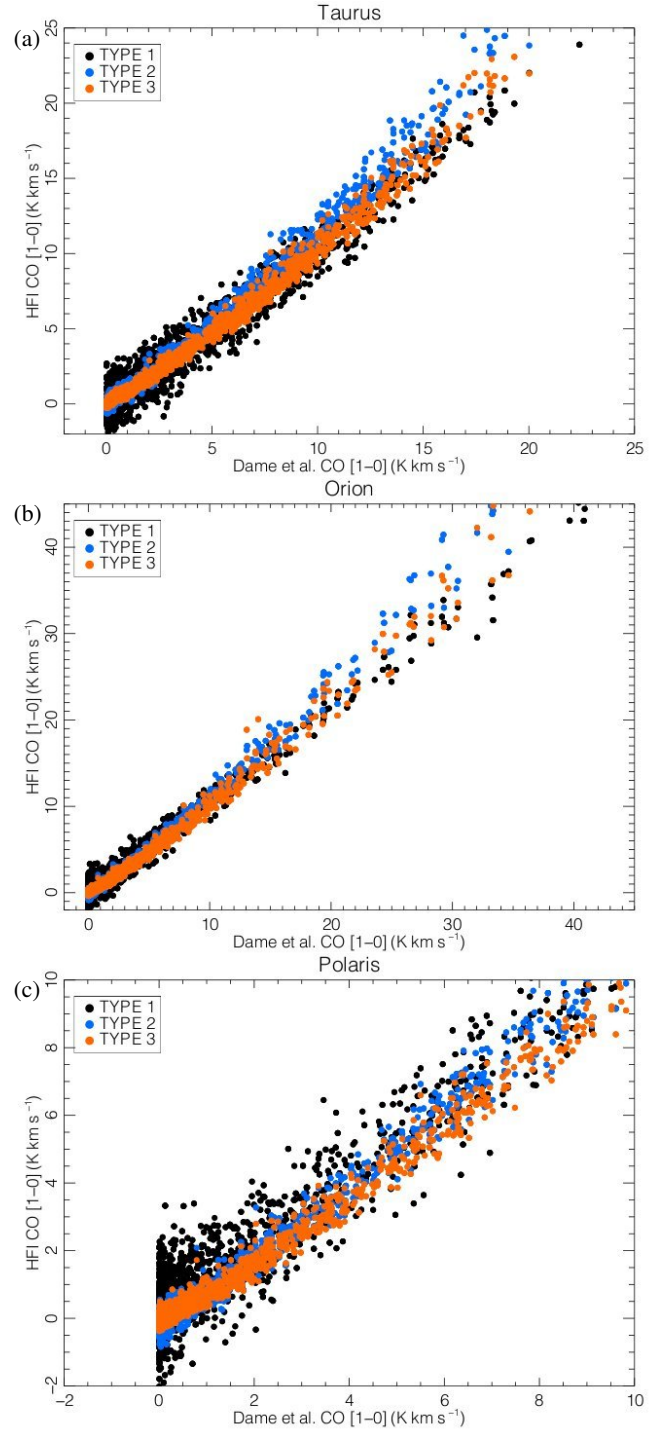 (a)
Taurus
TYPE 1
TYPE 2
TYPE 3
25
20
15
10
5
0
HFI CO [1–0] (K km s⁻¹)
0 5 10 15 20 25
Dame et al. CO [1–0] (K km s⁻¹)
(b)
Orion
TYPE 1
TYPE 2
TYPE 3
40
30
20
10
0
HFI CO [1–0] (K km s⁻¹)
0 10 20 30 40
Dame et al. CO [1–0] (K km s⁻¹)
(c)
Polaris
TYPE 1
TYPE 2
TYPE 3
10
8
6
4
2
0
−2
HFI CO [1–0] (K km s⁻¹)
−2 0 2 4 6 8 10
Dame et al. CO [1–0] (K km s⁻¹)